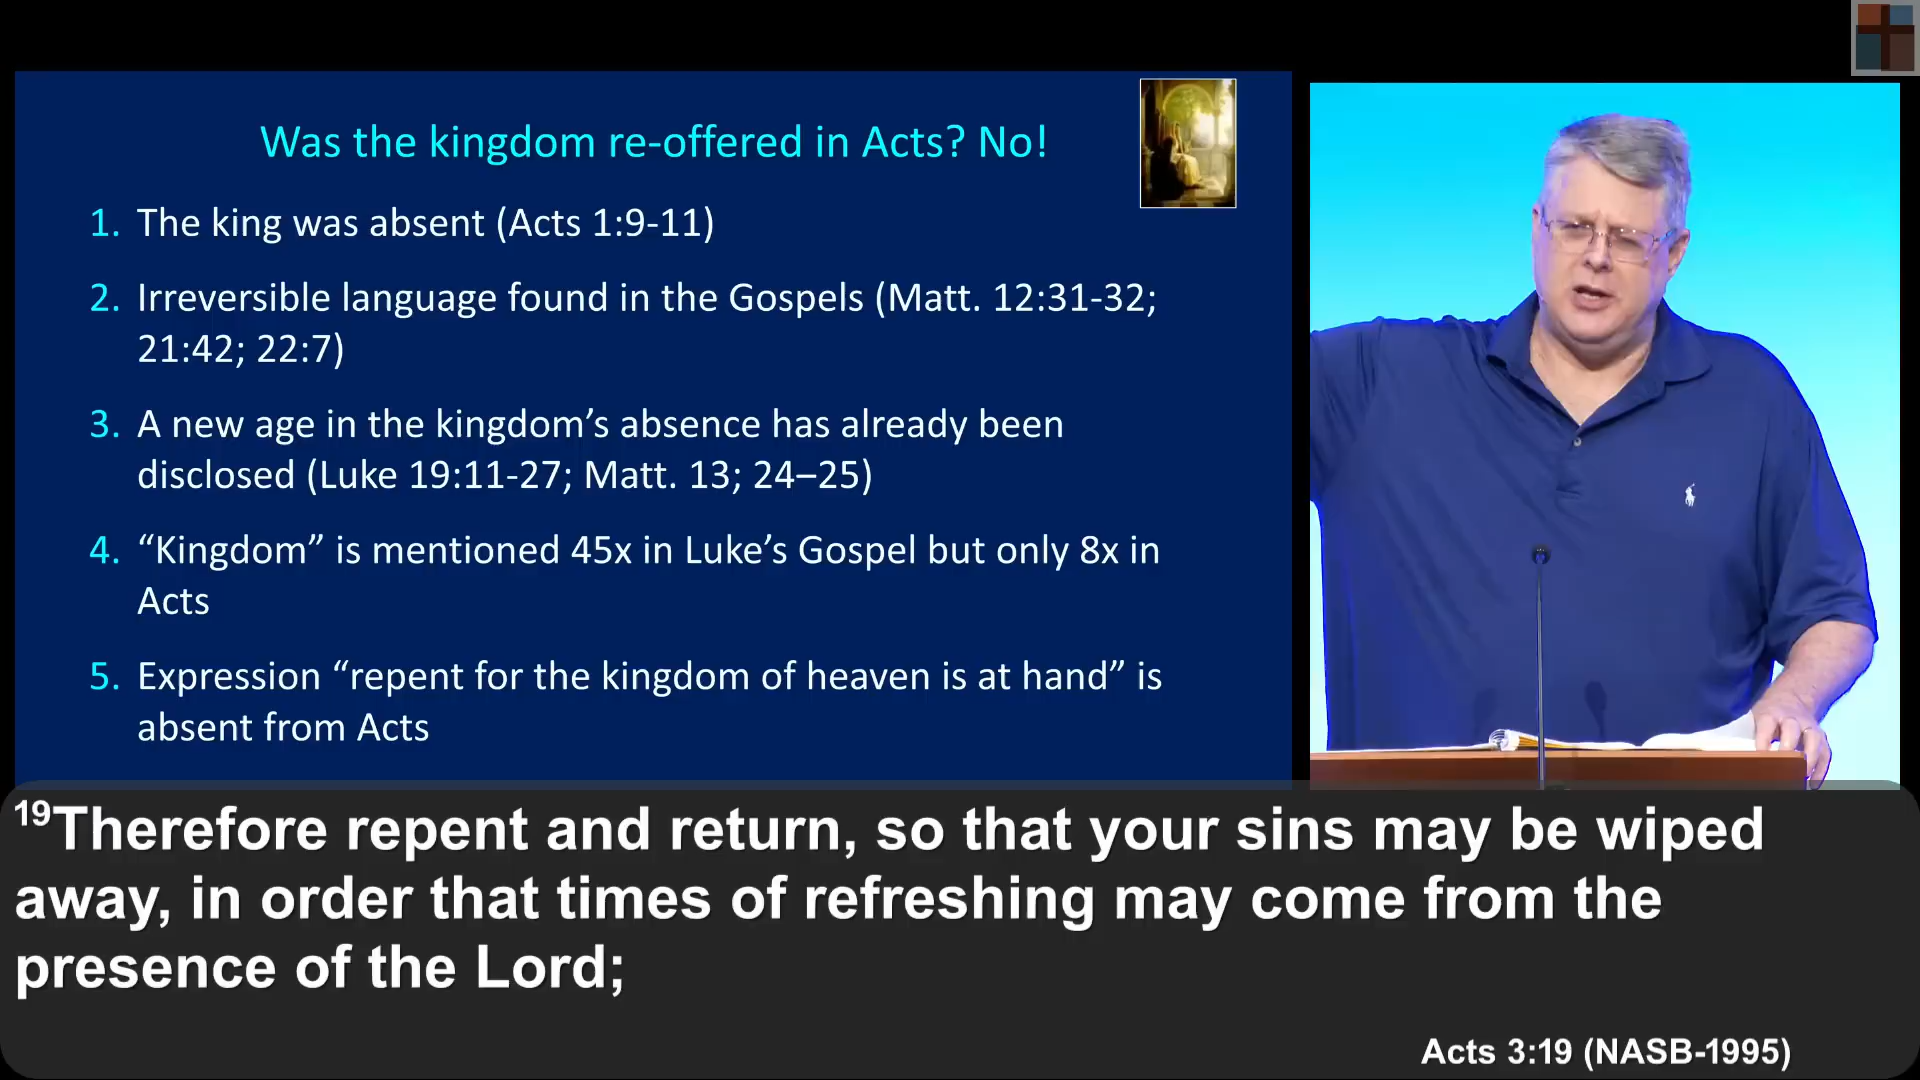 Was the kingdom re-offered in Acts? No!
1. The king was absent (Acts 1:9-11)
2. Irreversible language found in the Gospels (Matt. 12:31-32;
21:42; 22:7)
3. A new age in the kingdom’s absence has already been
disclosed (Luke 19:11-27; Matt. 13; 24–25)
4. “Kingdom” is mentioned 45x in Luke’s Gospel but only 8x in
Acts
5. Expression “repent for the kingdom of heaven is at hand” is
absent from Acts
19Therefore repent and return, so that your sins may be wiped
away, in order that times of refreshing may come from the
presence of the Lord;
Acts 3:19 (NASB-1995)